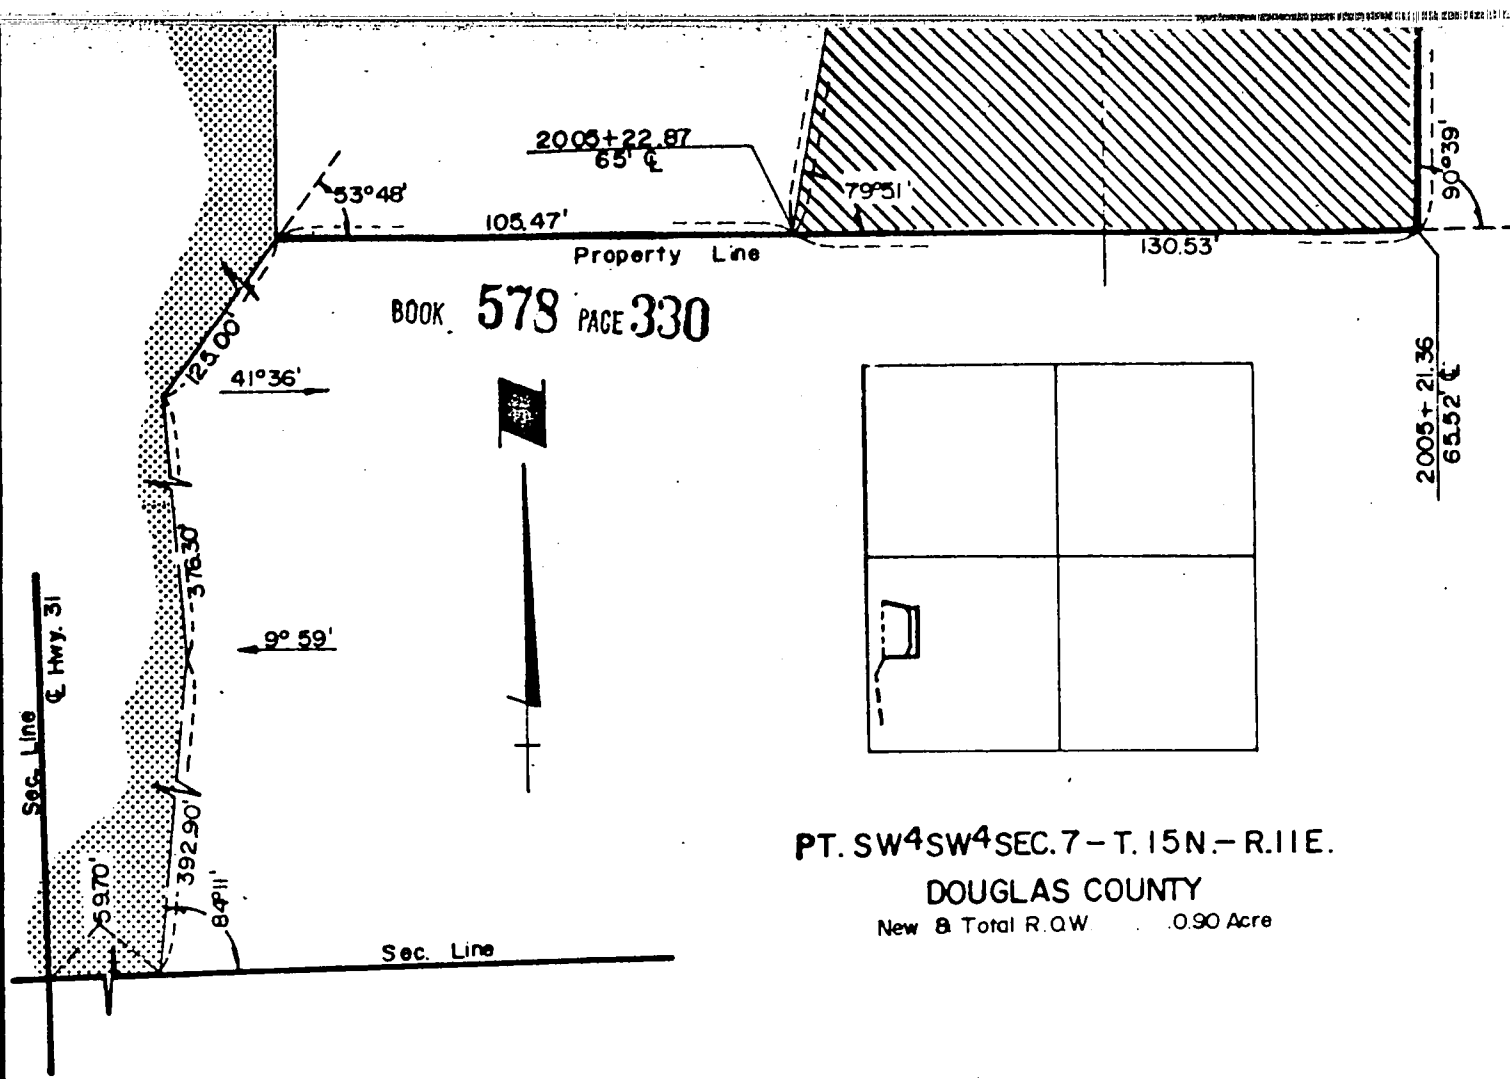 2005+22.87
65' ℄
53°48'
79°51'
90°39'
105.47'
130.53'
Property Line
BOOK 578 PAGE 330
125.00'
41°36'
2005+21.36
65.52' ℄
376.30'
9°59'
℄ Hwy. 31
Sec. Line
392.90'
59.70'
84°11'
Sec. Line
PT. SW4SW4SEC.7-T.15N.-R.11E.
DOUGLAS COUNTY
New & Total R.O.W. 0.90 Acre